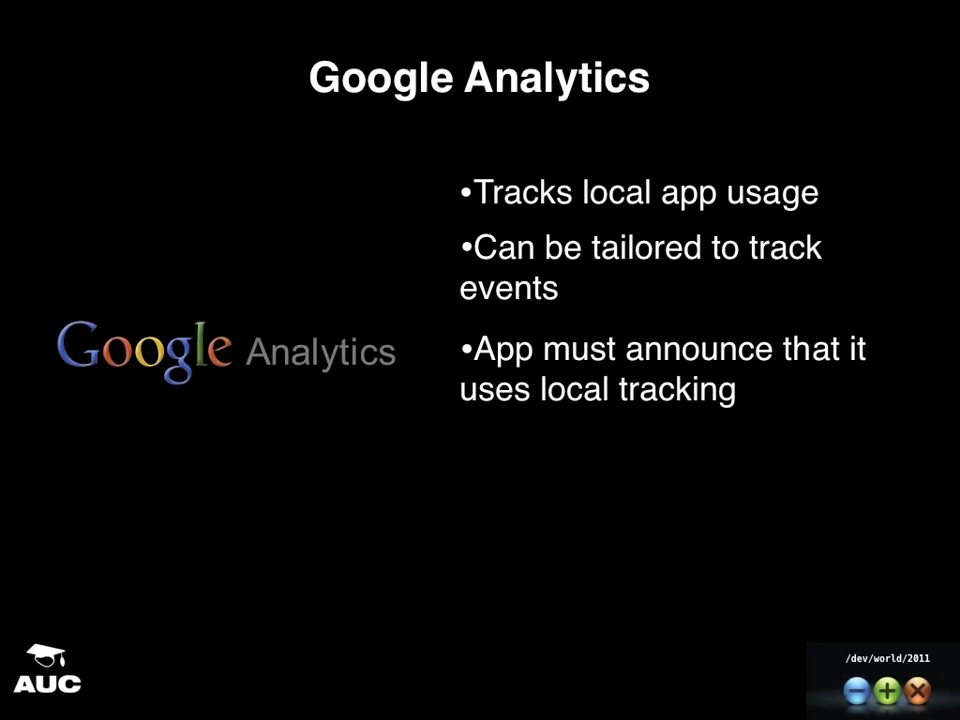 Google Analytics
•Tracks local app usage
•Can be tailored to track
events
•App must announce that it
uses local tracking
Google Analytics
AUC
/dev/world/2011